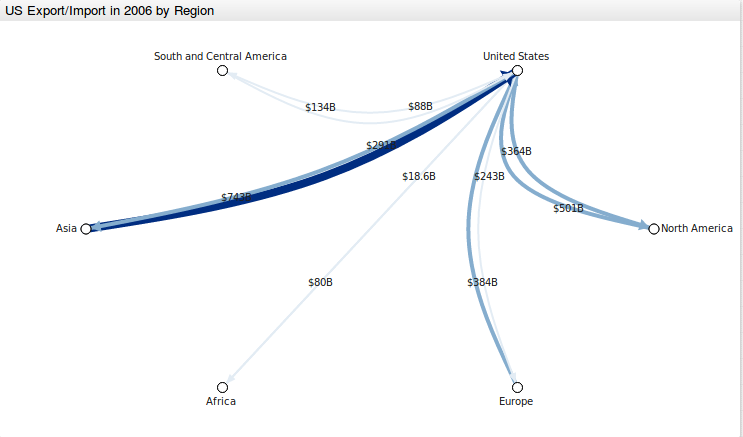 US Export/Import in 2006 by Region
South and Central America
United States
$134B
$88B
$291B
$364B
$18.6B
$243B
$743B
$501B
Asia
North America
$80B
$384B
Africa
Europe